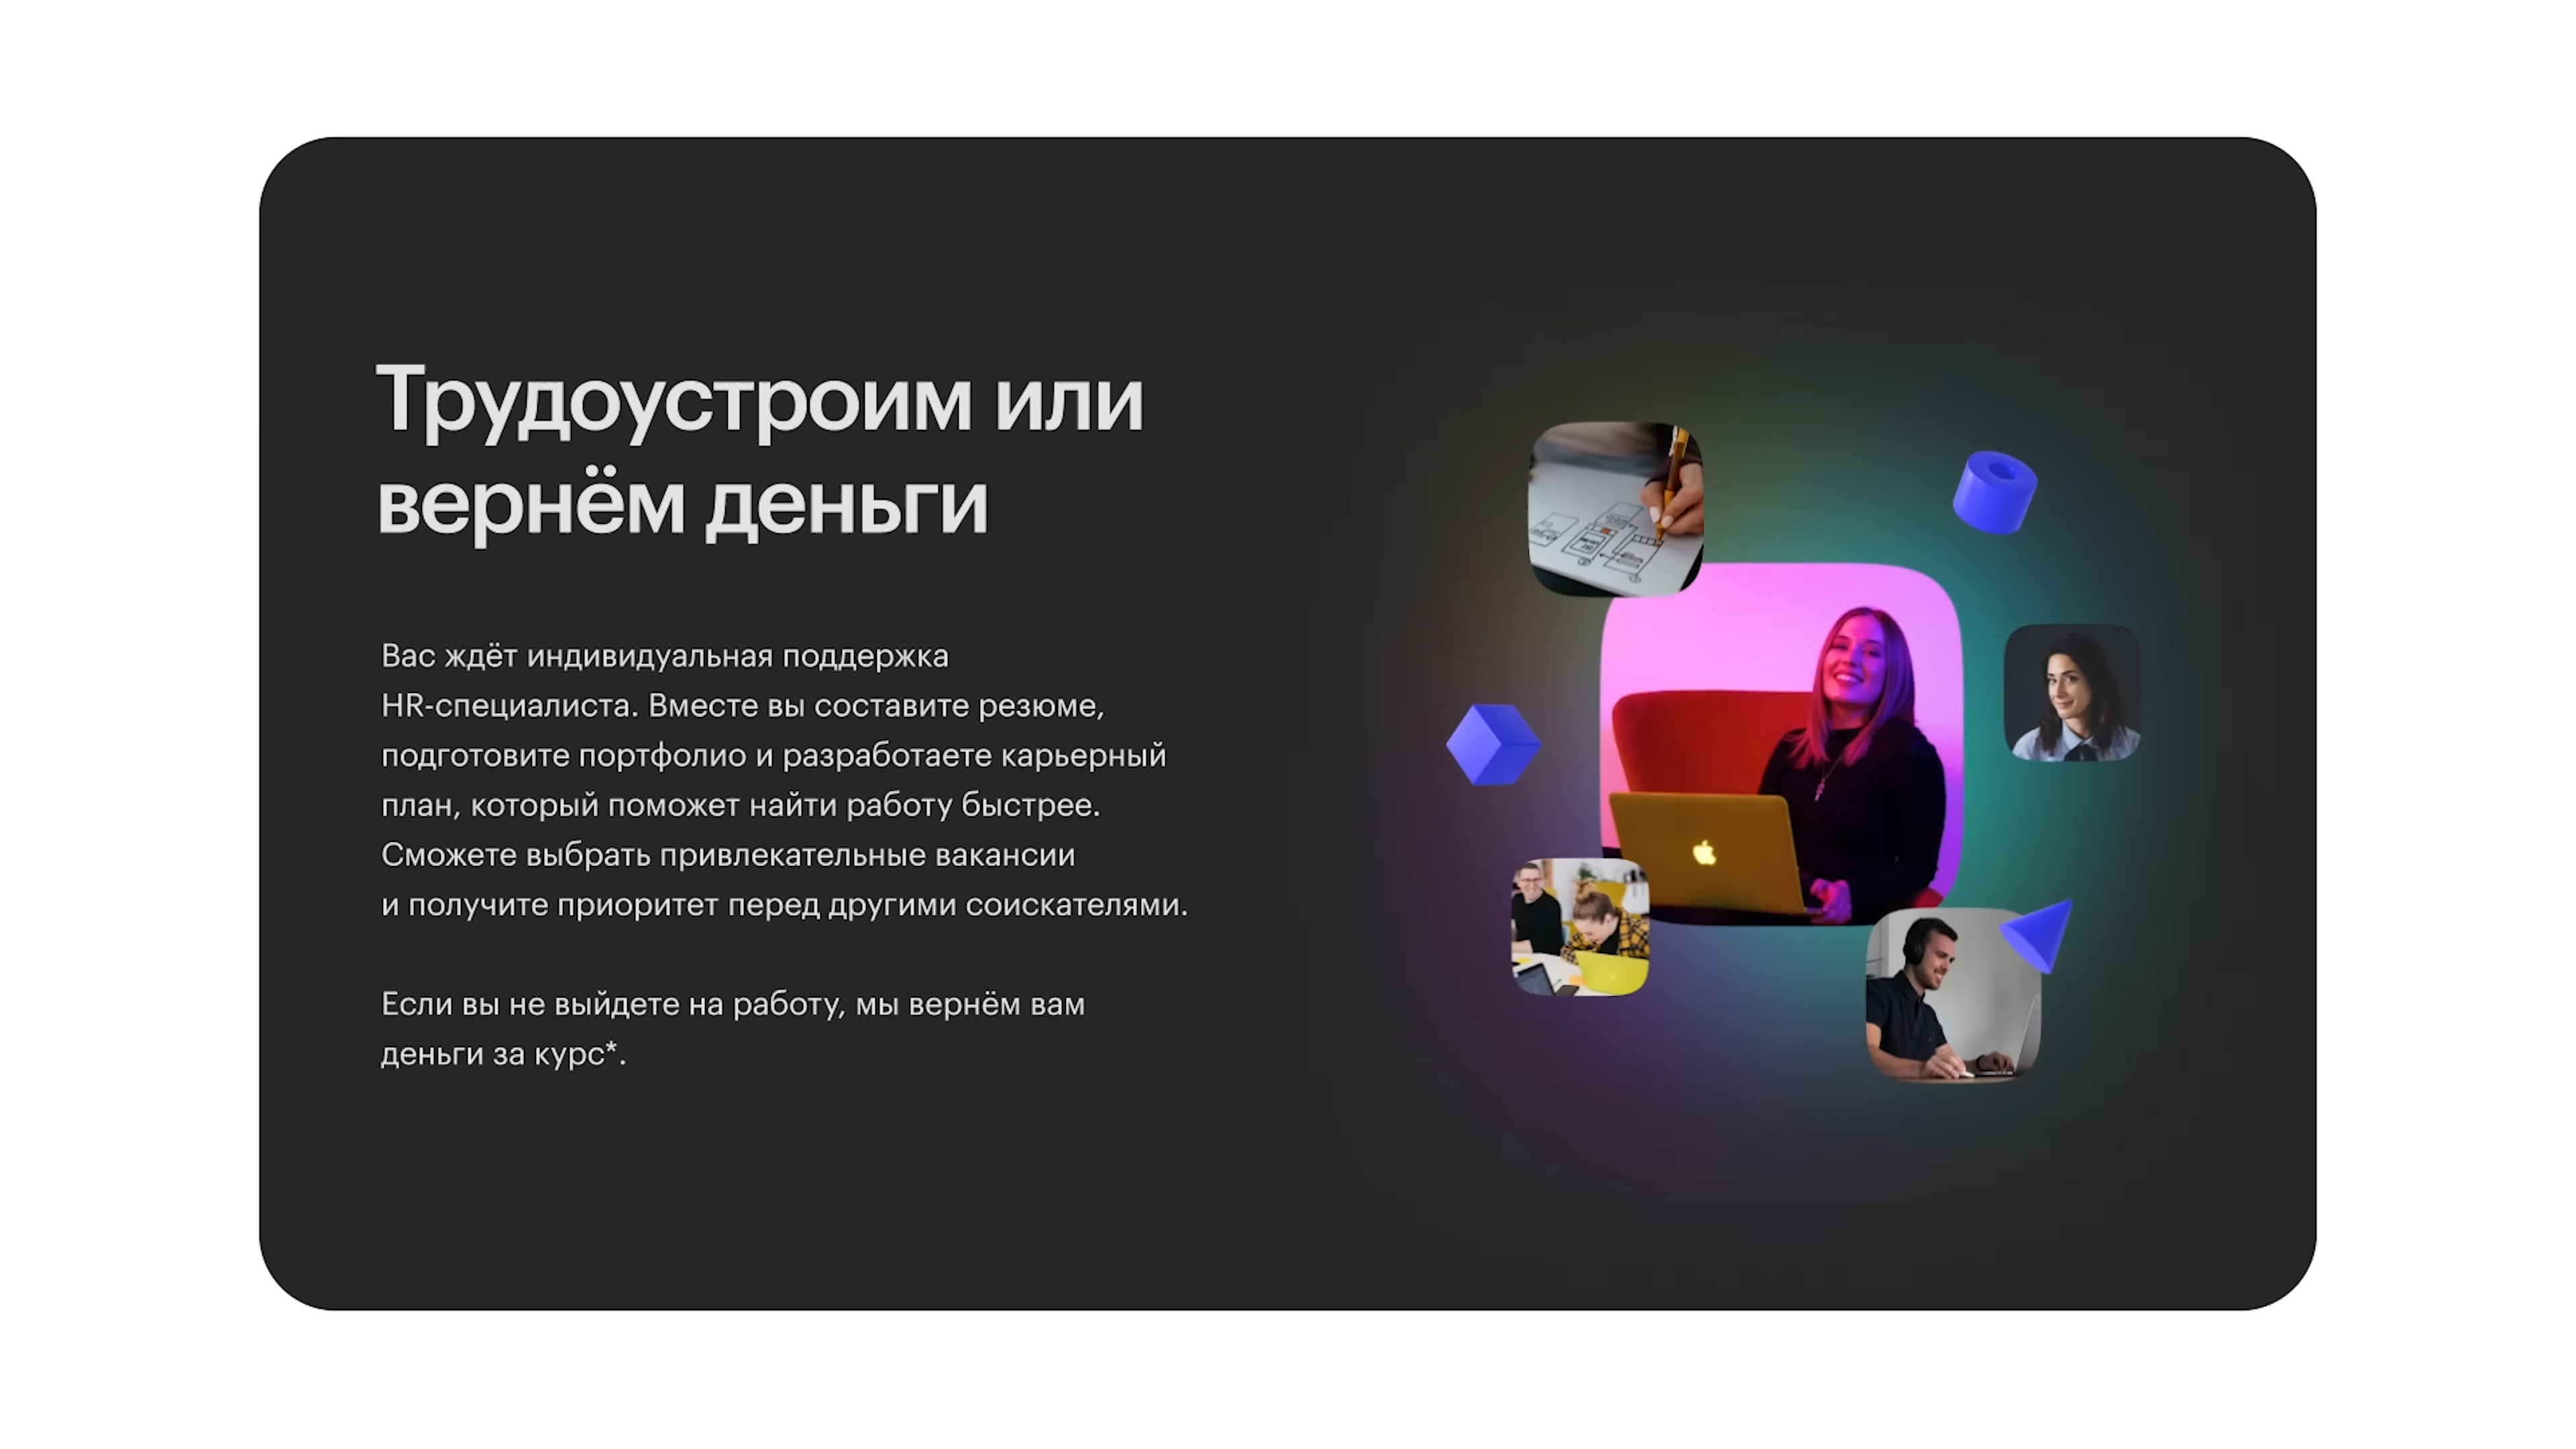 Трудоустроим или
вернём деньги
Вас ждёт индивидуальная поддержка
HR-специалиста. Вместе вы составите резюме,
подготовите портфолио и разработаете карьерный
план, который поможет найти работу быстрее.
Сможете выбрать привлекательные вакансии
и получите приоритет перед другими соискателями.
Если вы не выйдете на работу, мы вернём вам
деньги за курс*.